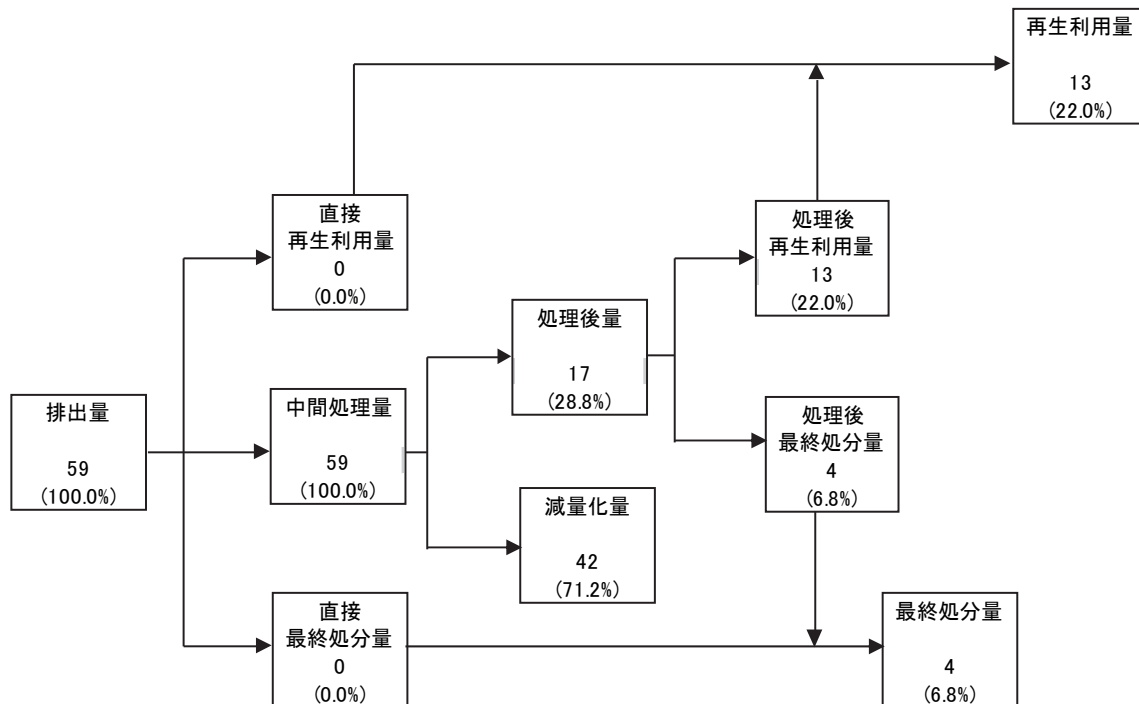 再生利用量
13
(22.0%)
直接
再生利用量
0
(0.0%)
処理後
再生利用量
13
(22.0%)
処理後量
17
(28.8%)
排出量
59
(100.0%)
中間処理量
59
(100.0%)
処理後
最終処分量
4
(6.8%)
減量化量
42
(71.2%)
直接
最終処分量
0
(0.0%)
最終処分量
4
(6.8%)